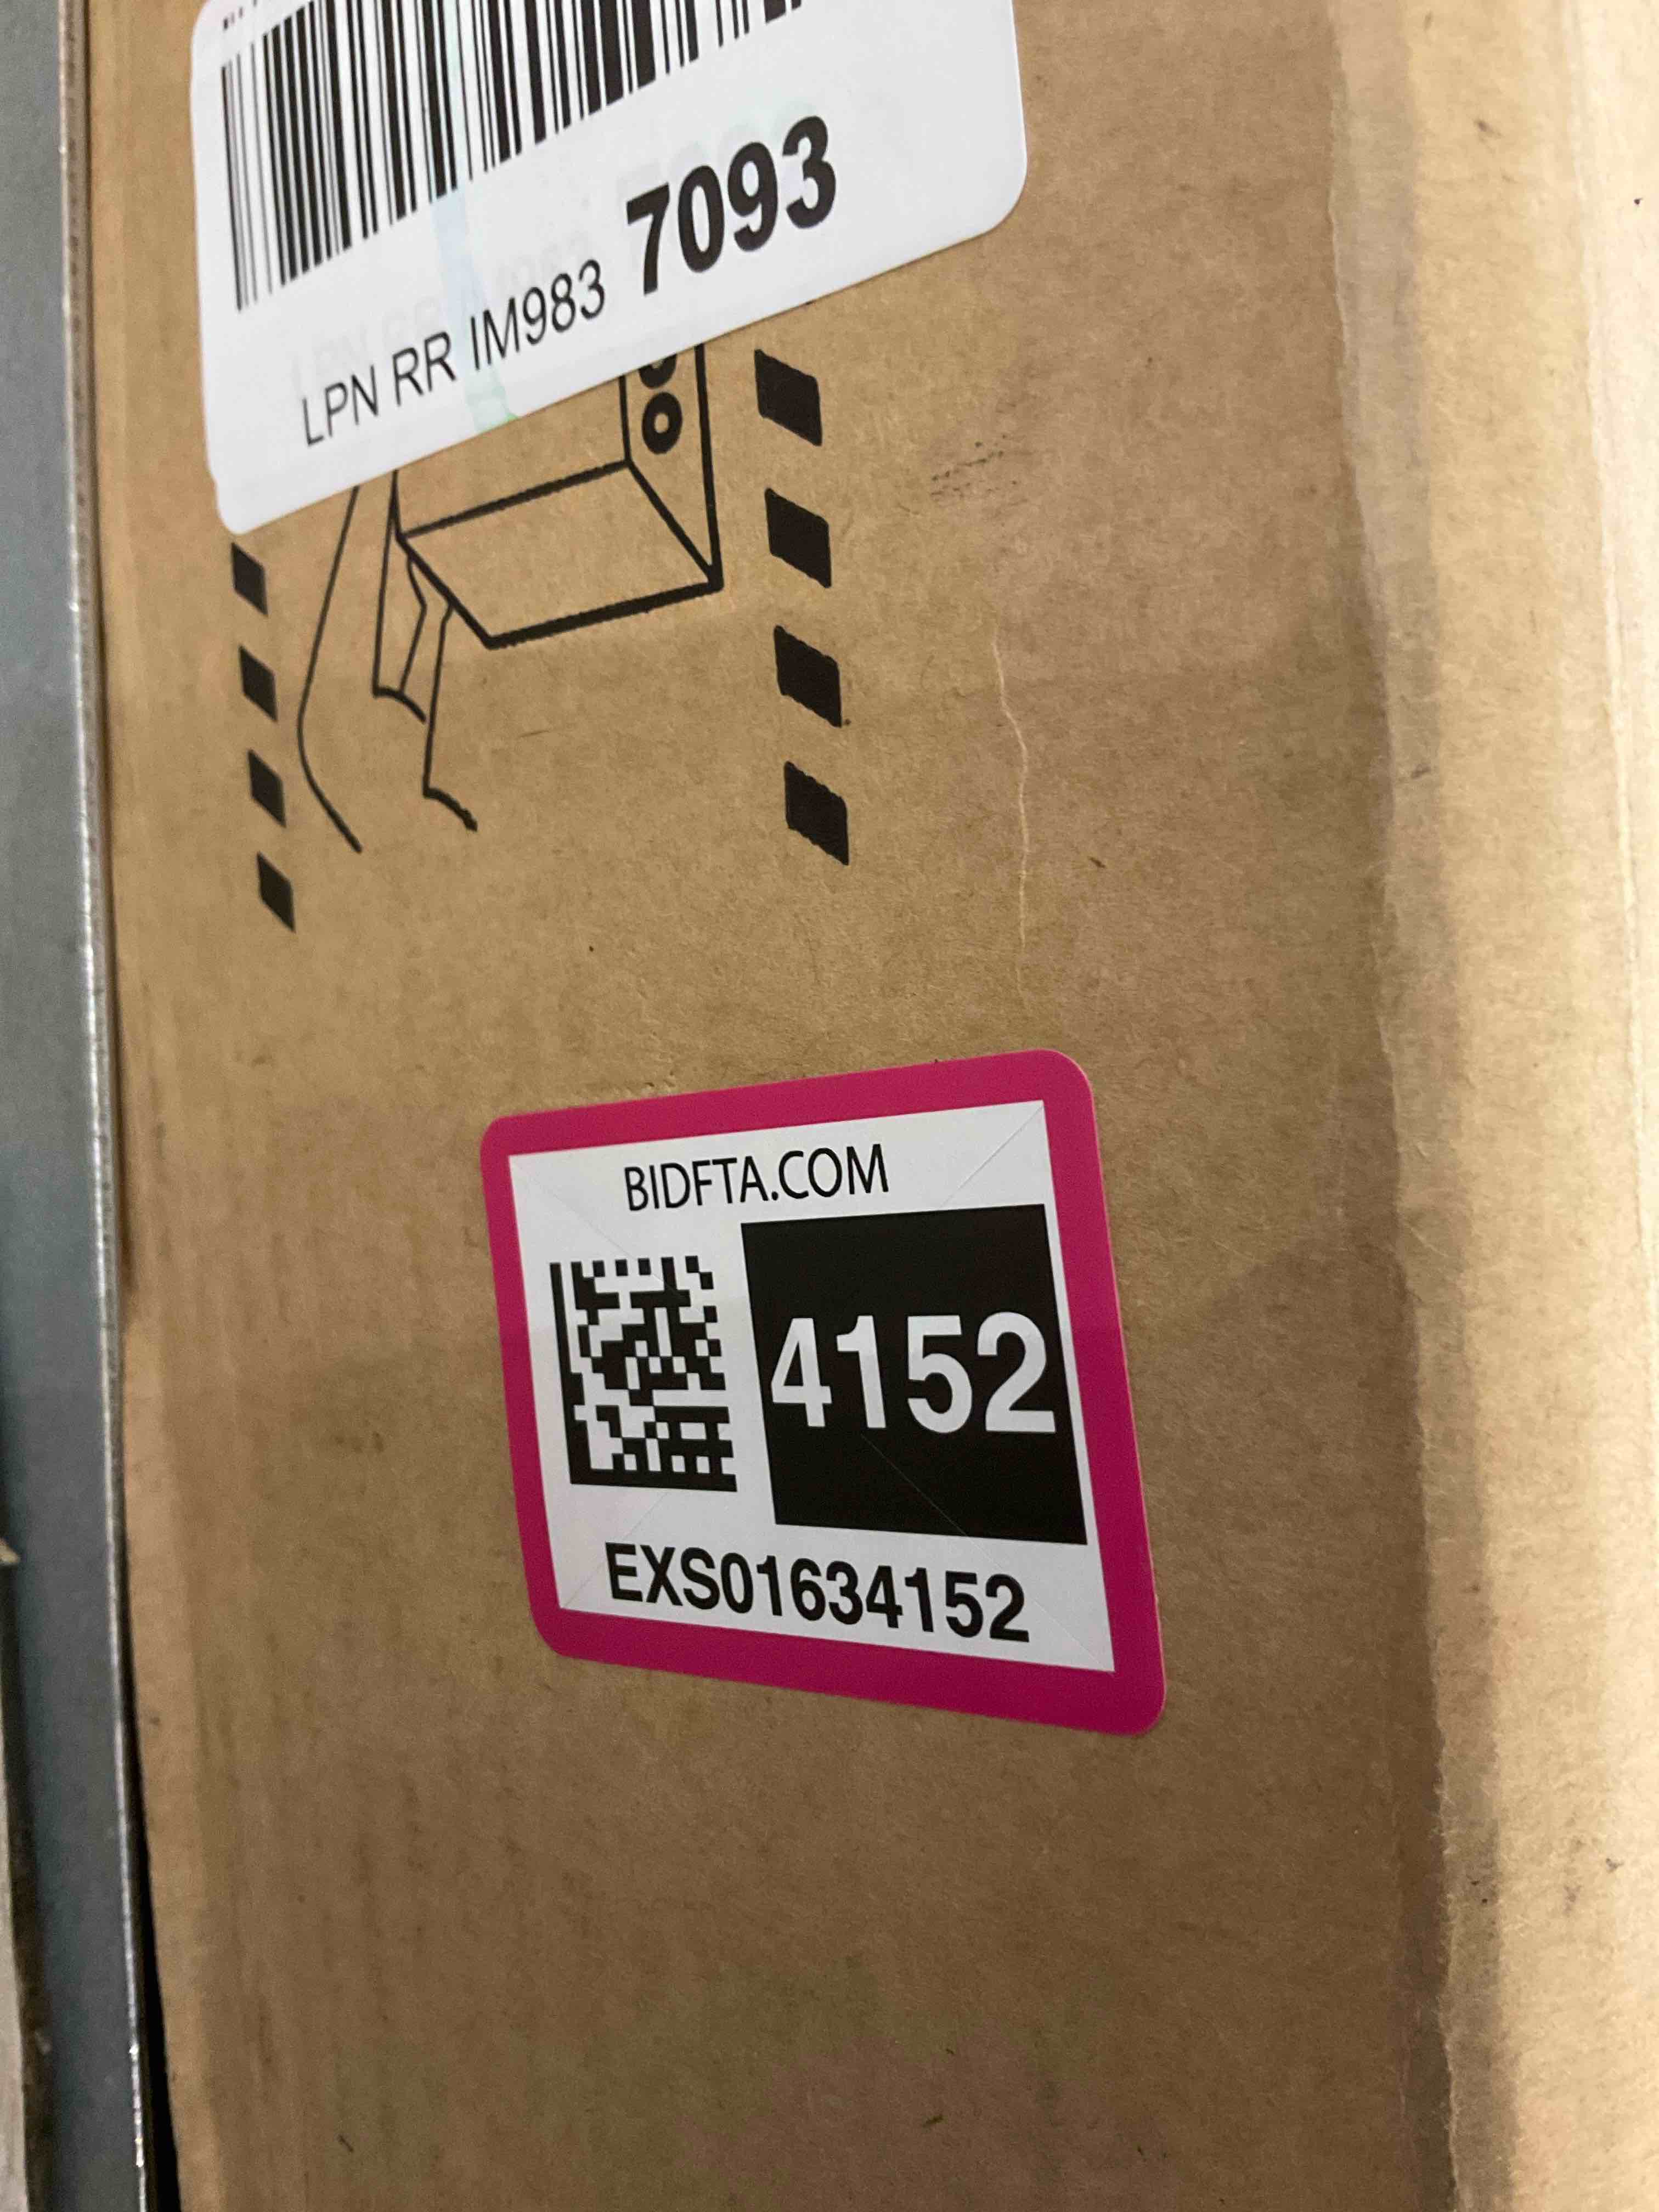 LPN RR IM983 7093
BIDFTA.COM
4152
EXS01634152